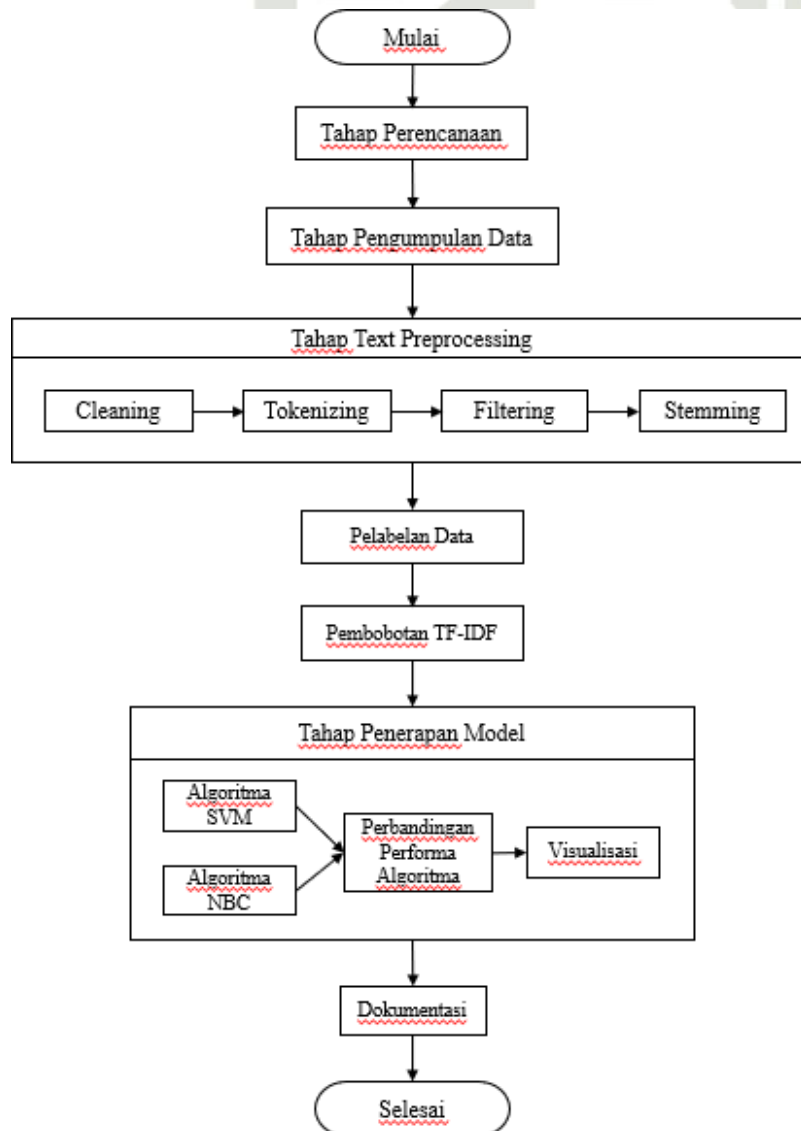 Mulai
Tahap Perencanaan
Tahap Pengumpulan Data
Tahap Text Preprocessing
Cleaning
Tokenizing
Filtering
Stemming
Pelabelan Data
Pembobotan TF-IDF
Tahap Penerapan Model
Algoritma
SVM
Algoritma
NBC
Perbandingan
Performa
Algoritma
Visualisasi
Dokumentasi
Selesai